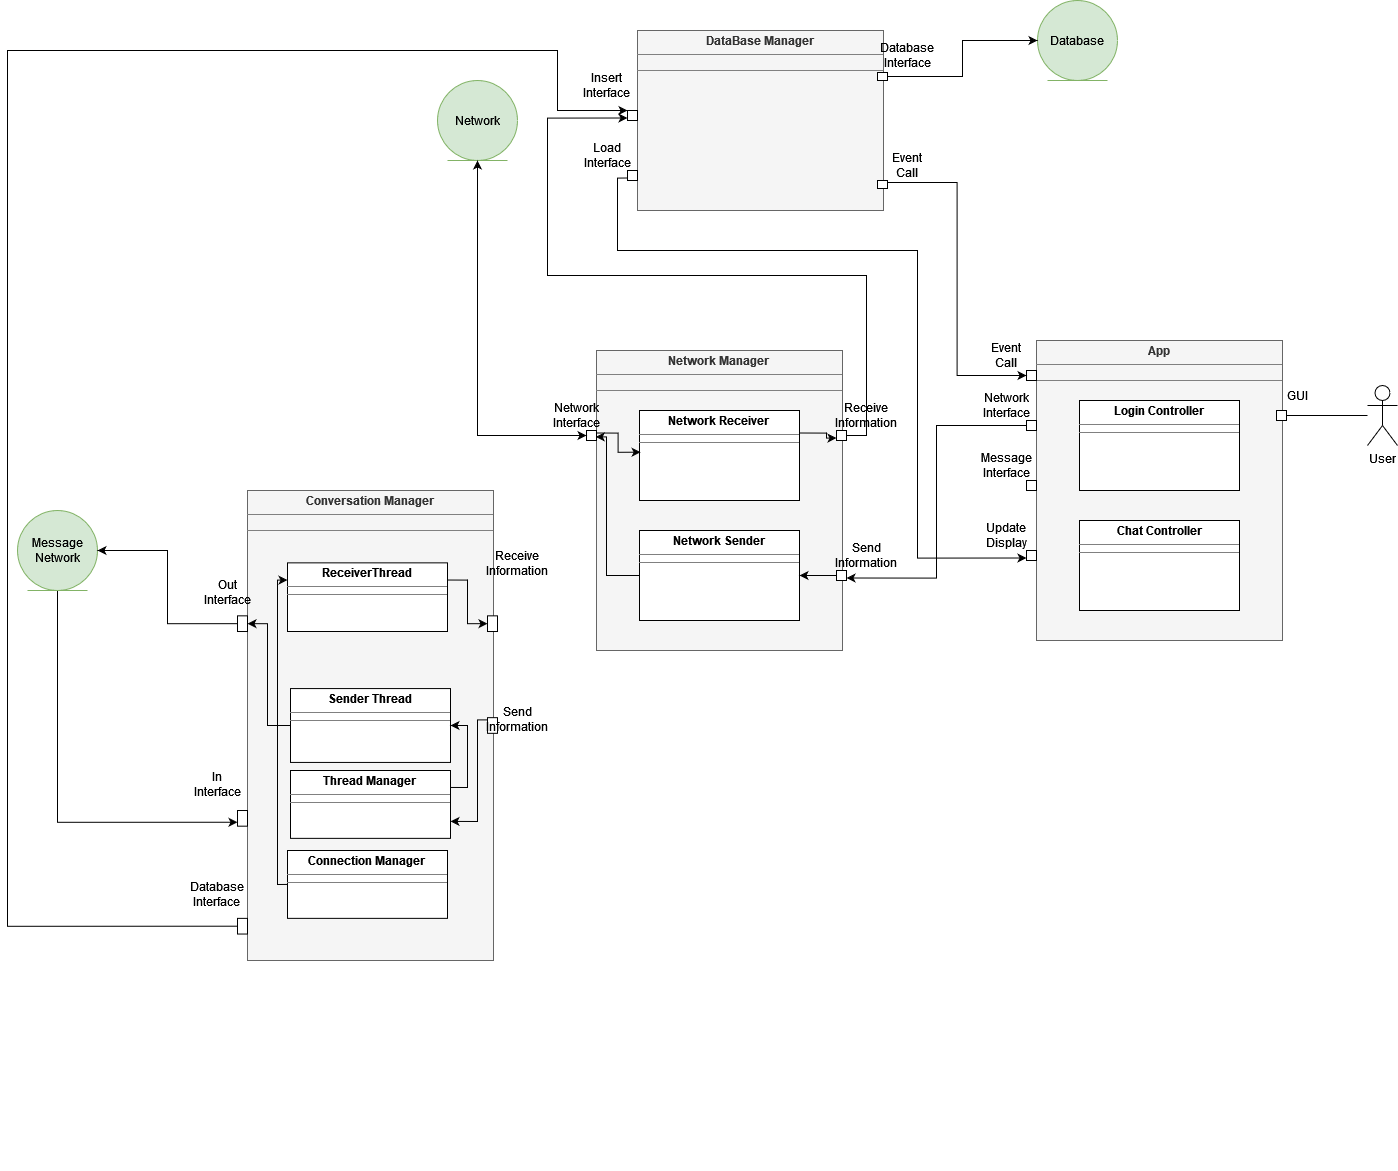 DataBase Manager
Database
Interface
Database
Insert
Interface
Network
Load
Interface
Event
Call
Network Manager
Event
Call
App
Network
Interface
Network Receiver
Receive
Information
Network
Interface
Login Controller
GUI
User
Message
Interface
Conversation Manager
Update
Display
Chat Controller
Network Sender
Send
Information
Message
Network
Receive
Information
ReceiverThread
Out
Interface
Sender Thread
Send
Information
In
Interface
Thread Manager
Connection Manager
Database
Interface